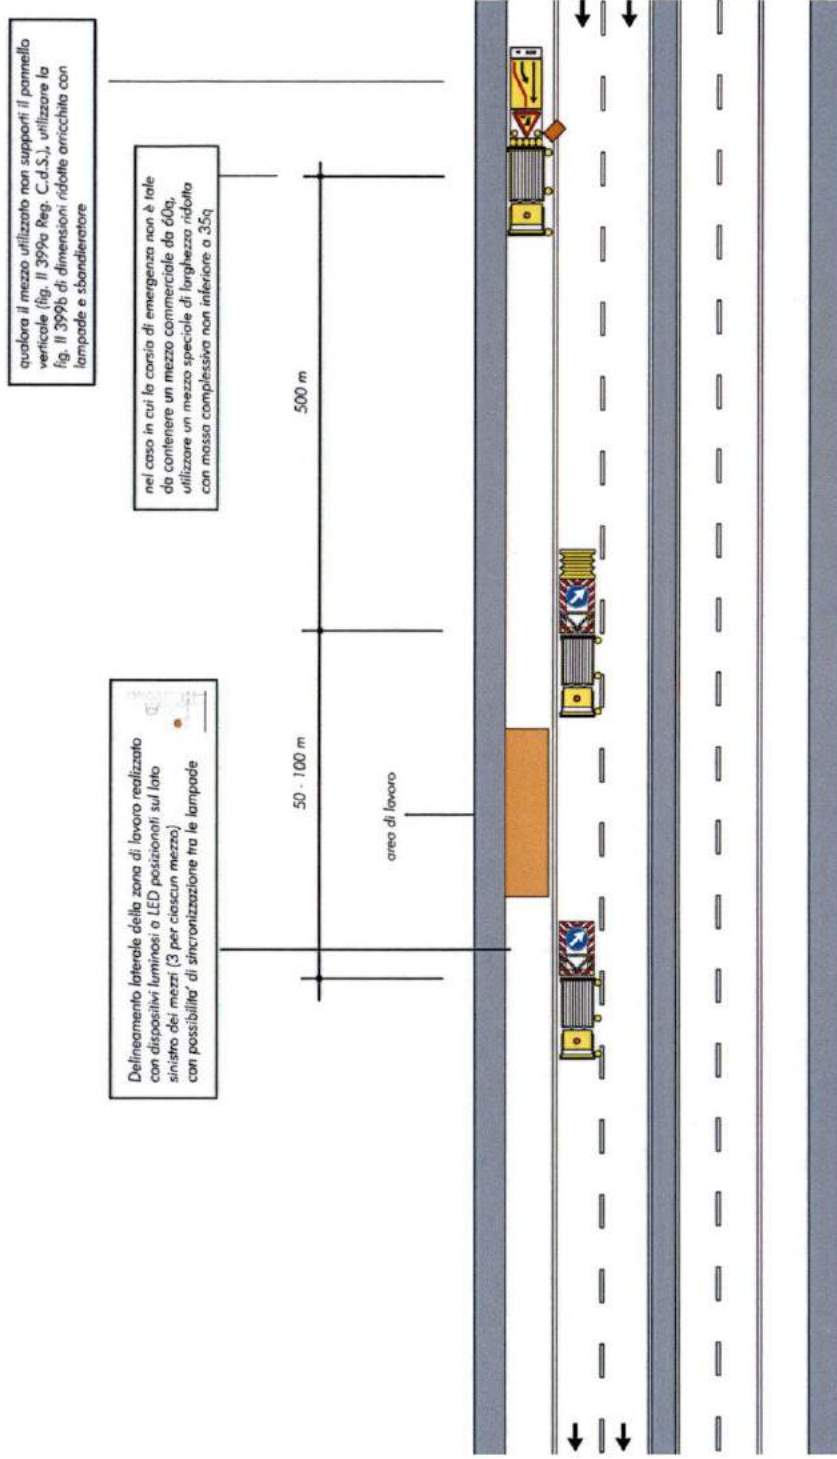 qualora il mezzo utilizzato non supporti il pannello
verticale (fig. II 399a Reg. C.d.S.), utilizzare la
fig. II 399b di dimensioni ridotte arricchita con
lampade e sbandieratore
nel caso in cui la corsia di emergenza non è tale
da contenere un mezzo commerciale da 60q,
utilizzare un mezzo speciale di larghezza ridotta
con massa complessiva non inferiore a 35q
500 m
Delineamento laterale della zona di lavoro realizzato
con dispositivi luminosi a LED posizionati sul lato
sinistro dei mezzi (3 per ciascun mezzo)
con possibilita' di sincronizzazione tra le lampade
50 - 100 m
area di lavoro